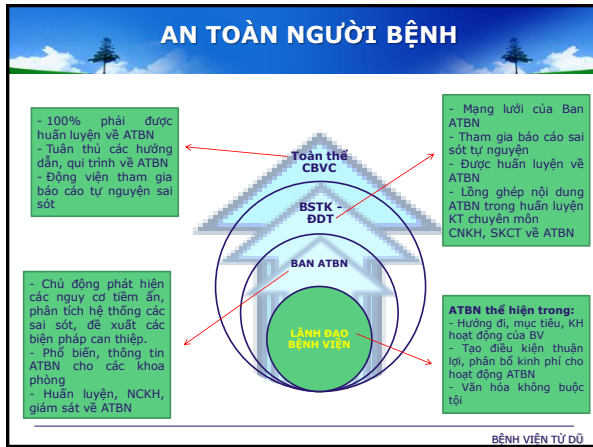 AN TOÀN NGƯỜI BỆNH
- 100% phải được
huấn luyện về ATBN
- Tuân thủ các hướng
dẫn, qui trình về ATBN
- Động viên tham gia
báo cáo tự nguyện sai
sót
- Mạng lưới của Ban
ATBN
- Tham gia báo cáo sai
sót tự nguyện
- Được huấn luyện về
ATBN
- Lồng ghép nội dung
ATBN trong huấn luyện
KT chuyên môn
CNKH, SKCT về ATBN
Toàn thể
CBVC
BSTK -
ĐDT
BAN ATBN
LÃNH ĐẠO
BỆNH VIỆN
- Chủ động phát hiện
các nguy cơ tiềm ẩn,
phân tích hệ thống các
sai sót, đề xuất các
biện pháp can thiệp.
- Phổ biến, thông tin
ATBN cho các khoa
phòng
- Huấn luyện, NCKH,
giám sát về ATBN
ATBN thể hiện trong:
- Hướng đi, mục tiêu, KH
hoạt động của BV
- Tạo điều kiện thuận
lợi, phân bổ kinh phí cho
hoạt động ATBN
- Văn hóa không buộc
tội
BỆNH VIỆN TỪ DŨ